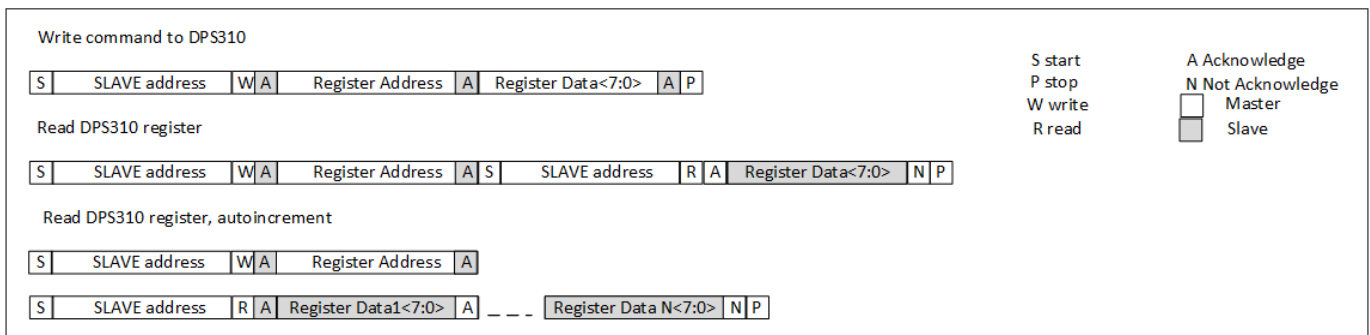 Write command to DPS310
S SLAVE address W A Register Address A Register Data<7:0> A P
Read DPS310 register
S SLAVE address W A Register Address A S SLAVE address R A Register Data<7:0> N P
Read DPS310 register, autoincrement
S SLAVE address W A Register Address A
S SLAVE address R A Register Data1<7:0> A _ _ _ Register Data N<7:0> N P
S start A Acknowledge
P stop N Not Acknowledge
W write Master
R read Slave